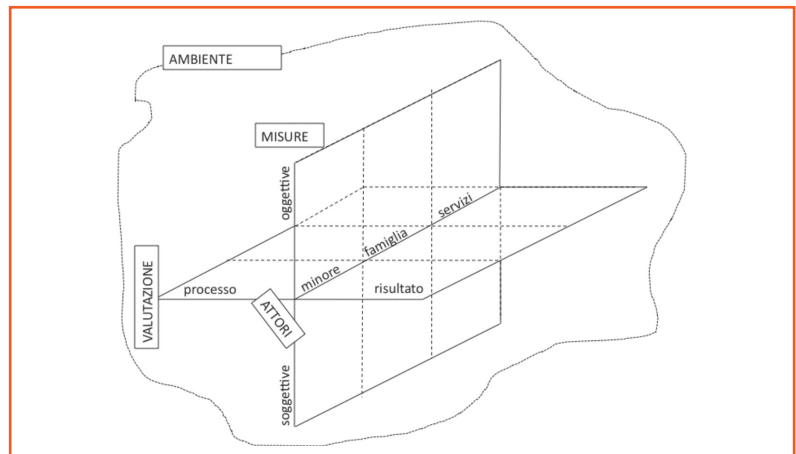 AMBIENTE
MISURE
oggettive
servizi
famiglia
minore
VALUTAZIONE
processo
risultato
ATTORI
soggettive